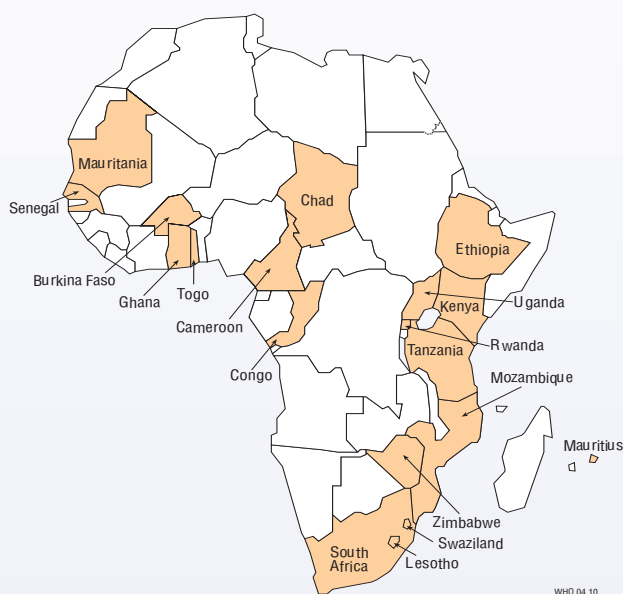 Mauritania
Senegal
Chad
Ethiopia
Burkina Faso
Ghana
Togo
Cameroon
Congo
Uganda
Kenya
Rwanda
Tanzania
Mozambique
Mauritius
Zimbabwe
Swaziland
Lesotho
South
Africa
WHO 04.10